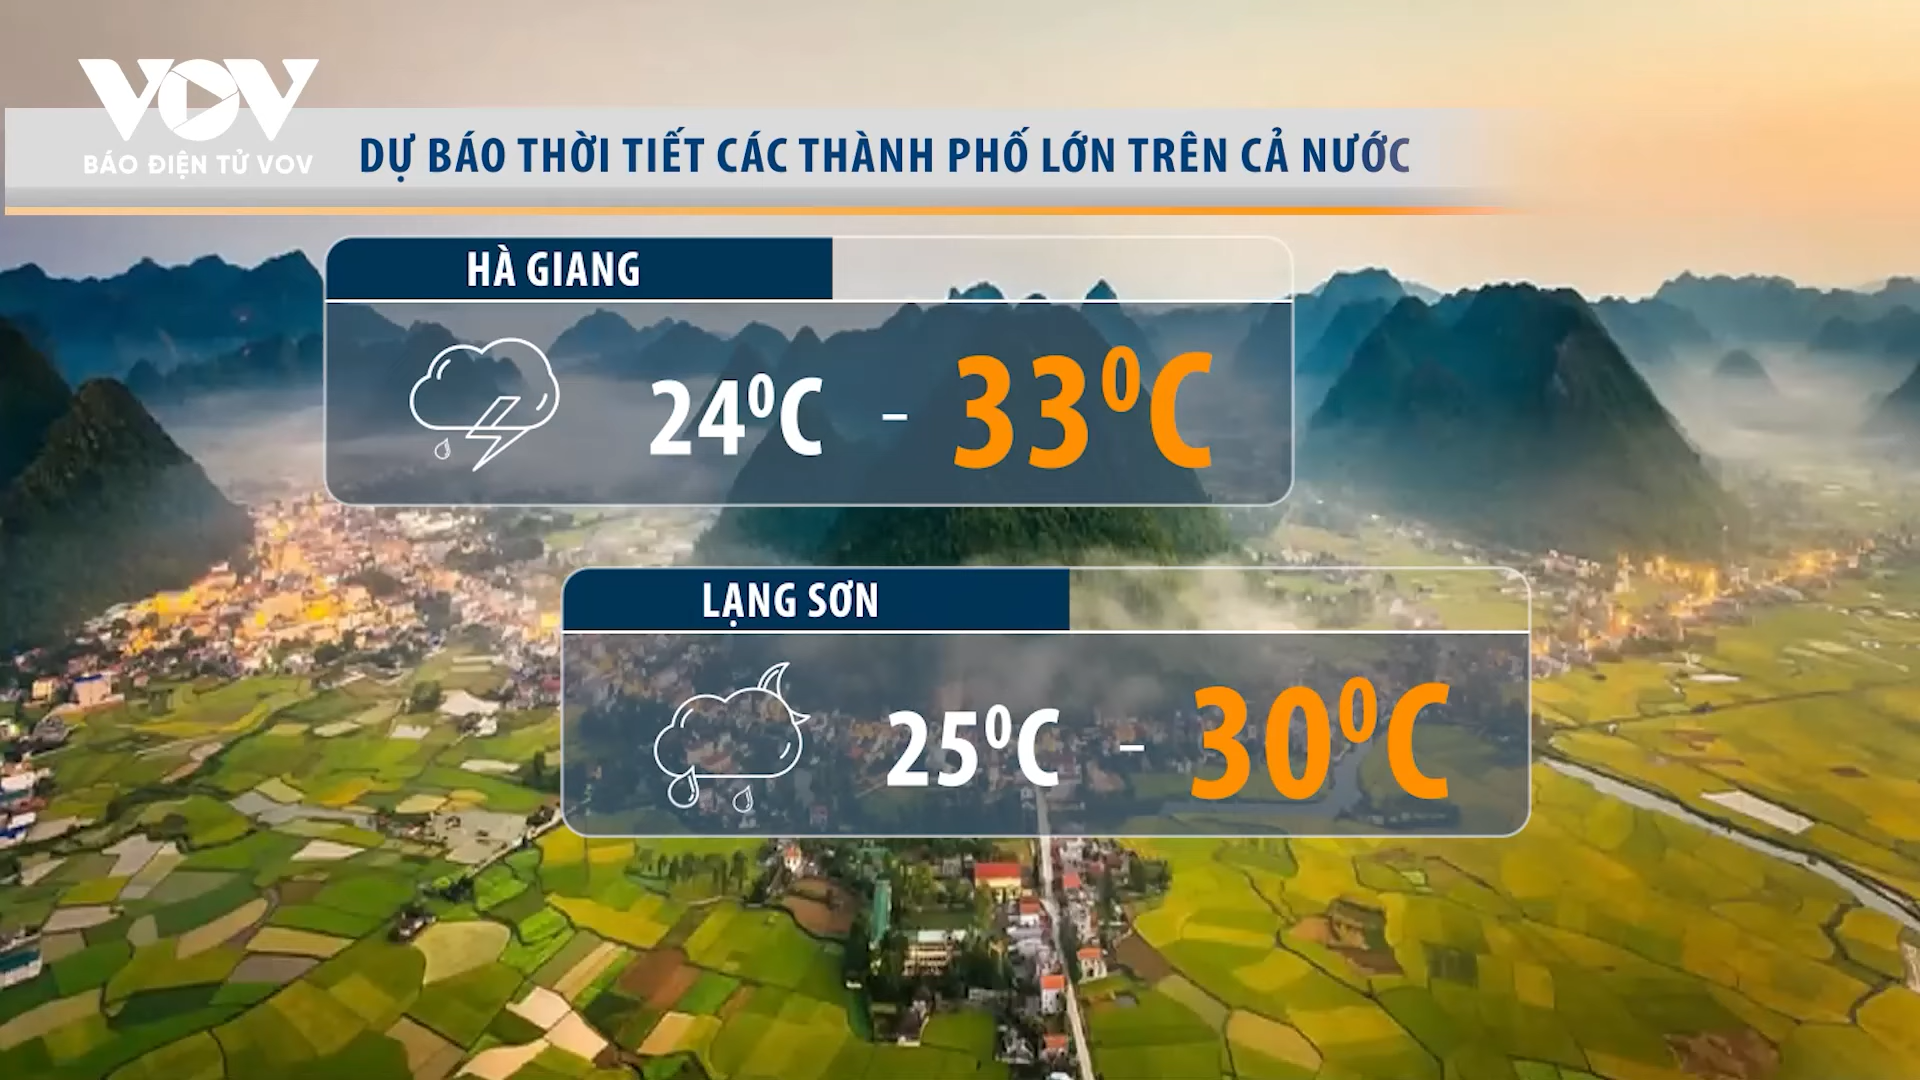 VOV
BÁO ĐIỆN TỬ VOV
DỰ BÁO THỜI TIẾT CÁC THÀNH PHỐ LỚN TRÊN CẢ NƯỚC
HÀ GIANG
24⁰C - 33⁰C
LẠNG SƠN
25⁰C - 30⁰C